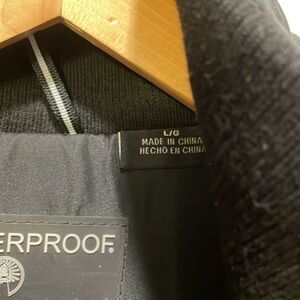 L/G
MADE IN CHINA
HECHO EN CHINA
ERPROOF.